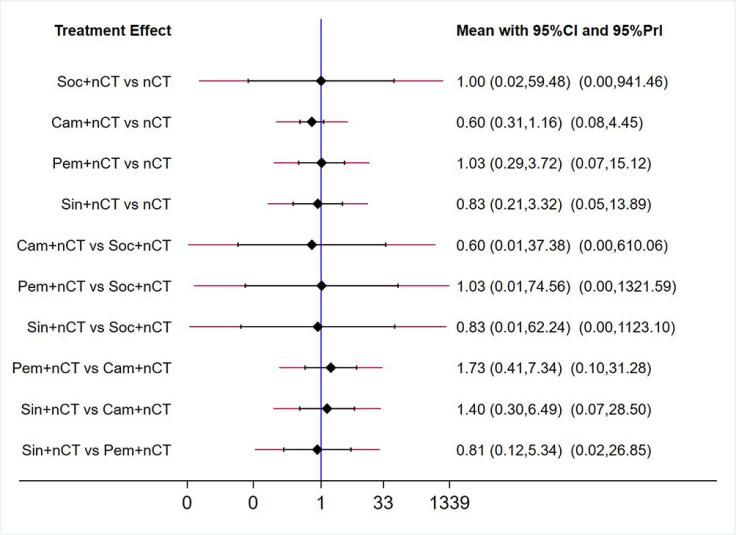 Treatment Effect Mean with 95%CI and 95%PrI
Soc+nCT vs nCT 1.00 (0.02,59.48) (0.00,941.46)
Cam+nCT vs nCT 0.60 (0.31,1.16) (0.08,4.45)
Pem+nCT vs nCT 1.03 (0.29,3.72) (0.07,15.12)
Sin+nCT vs nCT 0.83 (0.21,3.32) (0.05,13.89)
Cam+nCT vs Soc+nCT 0.60 (0.01,37.38) (0.00,610.06)
Pem+nCT vs Soc+nCT 1.03 (0.01,74.56) (0.00,1321.59)
Sin+nCT vs Soc+nCT 0.83 (0.01,62.24) (0.00,1123.10)
Pem+nCT vs Cam+nCT 1.73 (0.41,7.34) (0.10,31.28)
Sin+nCT vs Cam+nCT 1.40 (0.30,6.49) (0.07,28.50)
Sin+nCT vs Pem+nCT 0.81 (0.12,5.34) (0.02,26.85)
0 0 1 33 1339